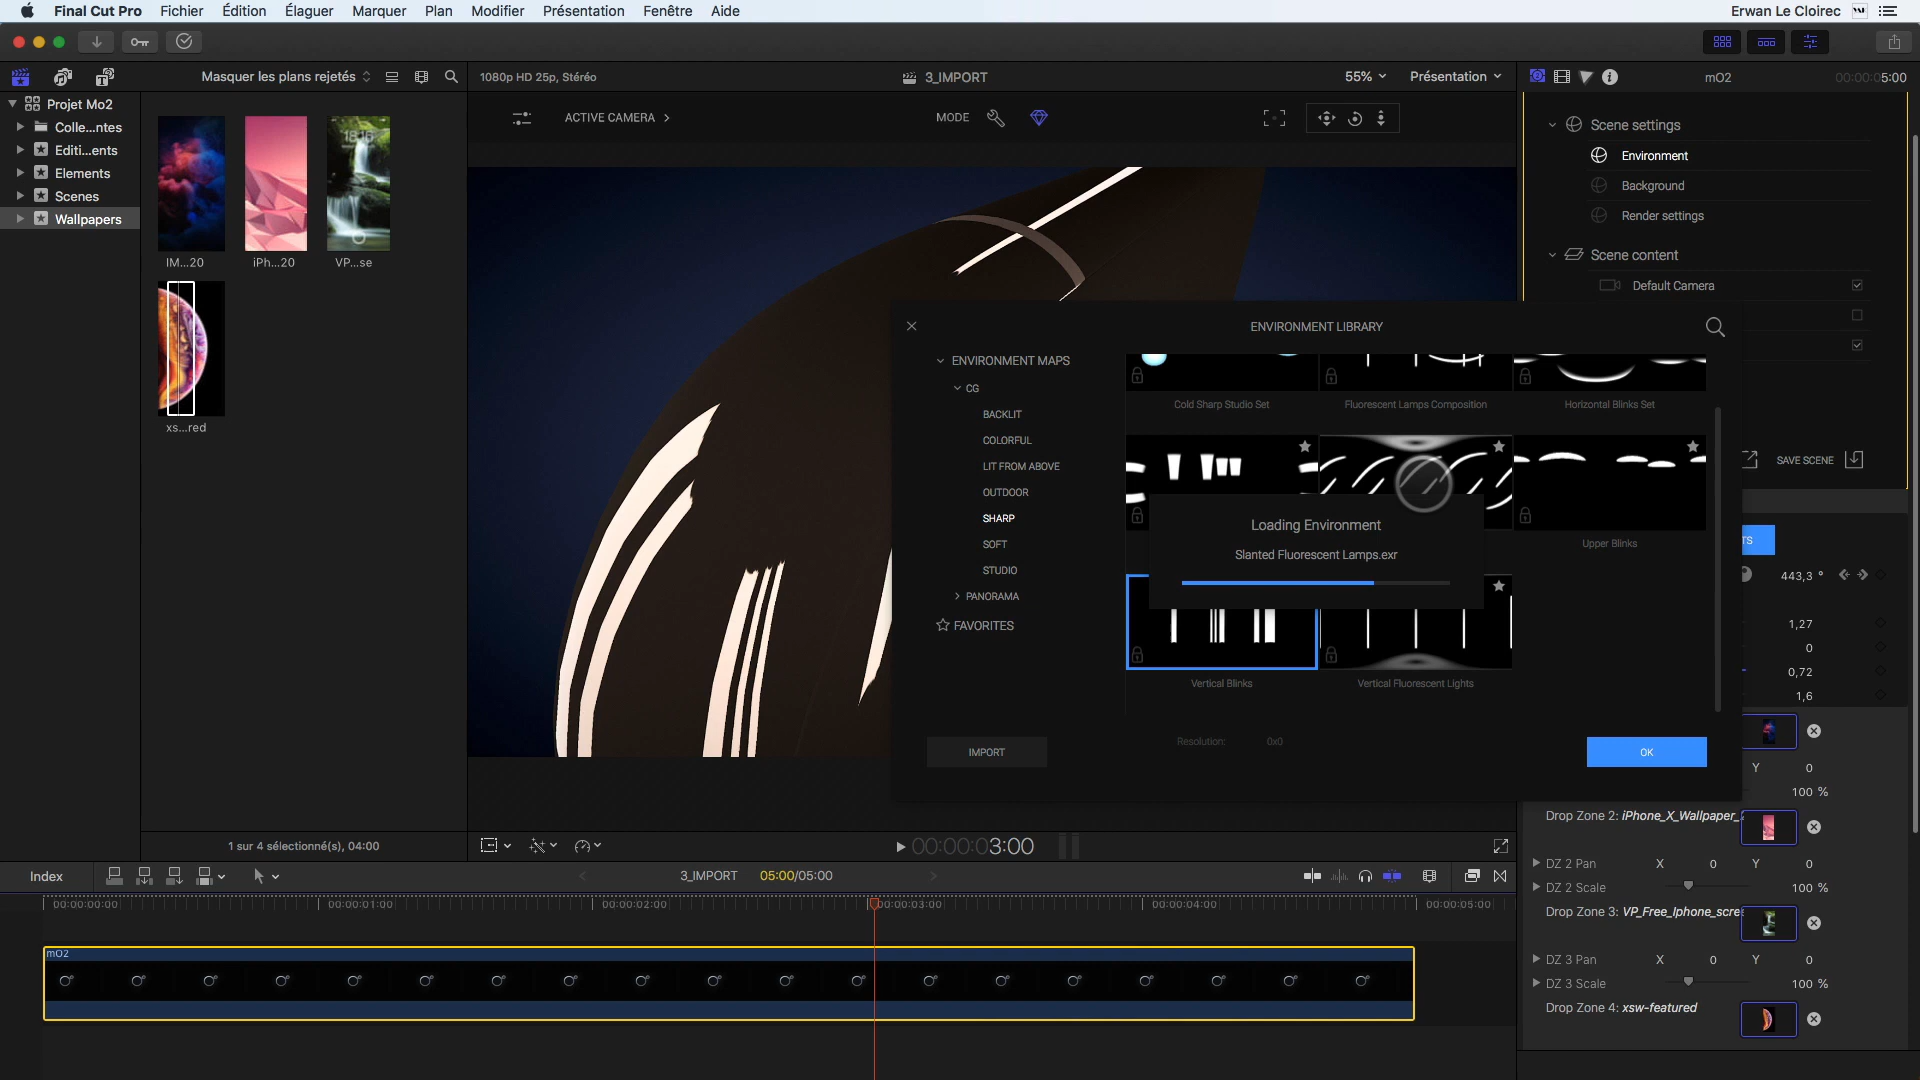 Final Cut Pro Fichier Édition Élaguer Marquer Plan Modifier Présentation Fenêtre Aide Erwan Le Cloirec
Masquer les plans rejetés
1080p HD 25p, Stéréo
3_IMPORT
55%
Présentation
mO2
00:00:05:00
Projet Mo2
Colle...ntes
Editi...ents
Elements
Scenes
Wallpapers
IM...20
iPh...20
VP...se
xs...red
1 sur 4 sélectionné(s), 04:00
ACTIVE CAMERA
MODE
ENVIRONMENT LIBRARY
ENVIRONMENT MAPS
CG
BACKLIT
COLORFUL
LIT FROM ABOVE
OUTDOOR
SHARP
SOFT
STUDIO
PANORAMA
FAVORITES
Cold Sharp Studio Set
Fluorescent Lamps Composition
Horizontal Blinks Set
Upper Blinks
Loading Environment
Slanted Fluorescent Lamps.exr
Vertical Blinks
Vertical Fluorescent Lights
IMPORT
Resolution: 0x0
OK
Scene settings
Environment
Background
Render settings
Scene content
Default Camera
SAVE SCENE
TS
443,3 °
1,27
0
0,72
1,6
Y 0
100 %
Drop Zone 2: iPhone_X_Wallpaper_
DZ 2 Pan X 0 Y 0
DZ 2 Scale 100 %
Drop Zone 3: VP_Free_Iphone_scre
DZ 3 Pan X 0 Y 0
DZ 3 Scale 100 %
Drop Zone 4: xsw-featured
00:00:03:00
Index
3_IMPORT 05:00/05:00
00:00:00:00 00:00:01:00 00:00:02:00 00:00:03:00 00:00:04:00 00:00:05:00
mO2